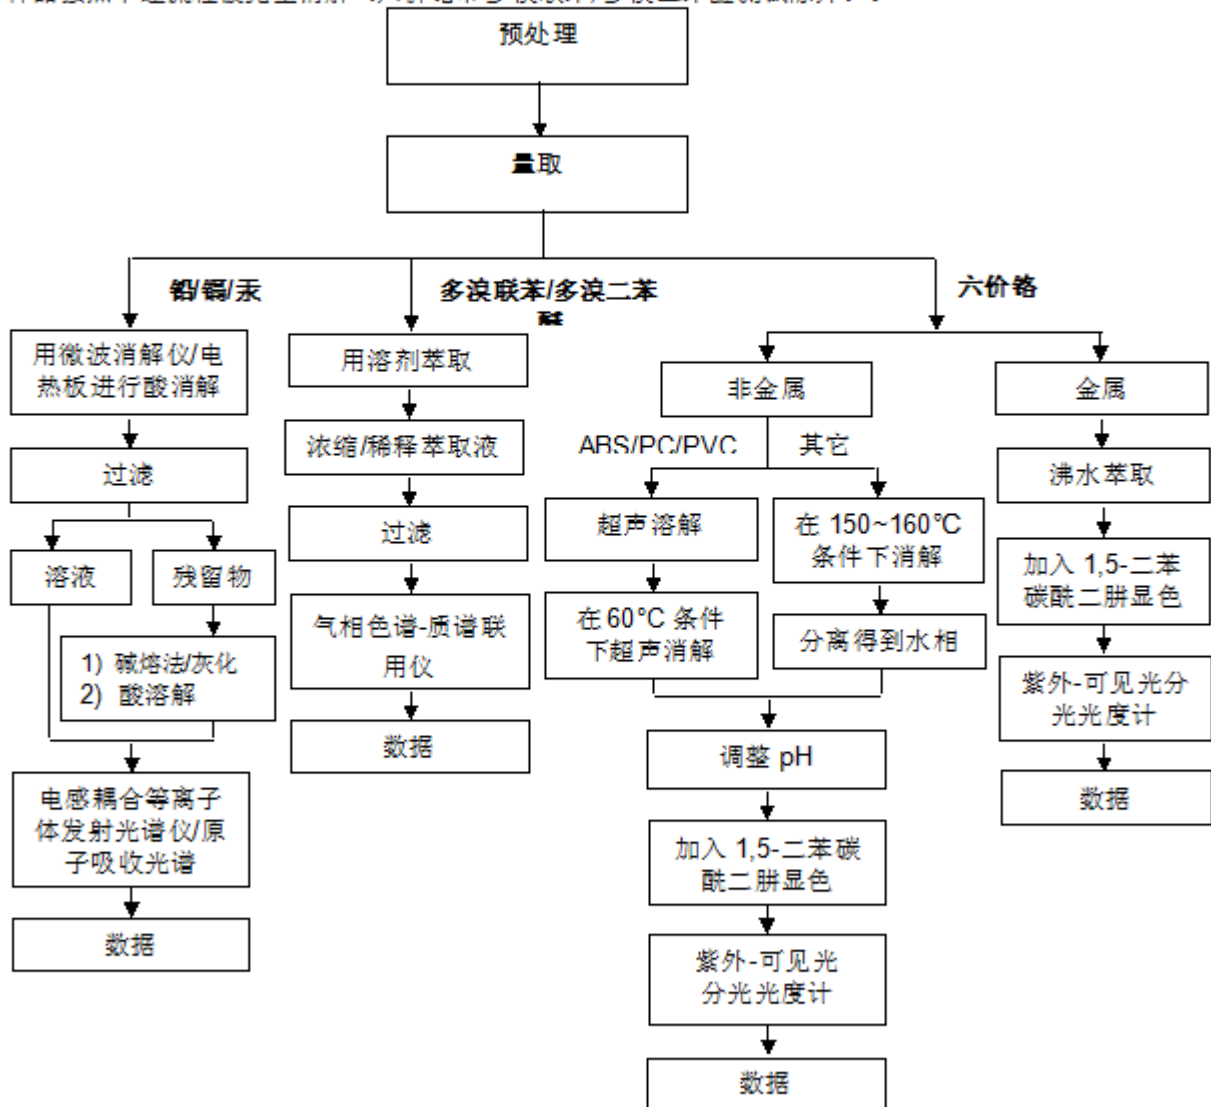 预处理
量取
铅/镉/汞
多溴联苯/多溴二苯
醚
六价铬
用微波消解仪/电
热板进行酸消解
过滤
溶液
残留物
1) 碱熔法/灰化
2) 酸溶解
电感耦合等离子
体发射光谱仪/原
子吸收光谱
数据
用溶剂萃取
浓缩/稀释萃取液
过滤
气相色谱-质谱联
用仪
数据
非金属
ABS/PC/PVC
其它
超声溶解
在 60°C 条件
下超声消解
在 150~160°C
条件下消解
分离得到水相
调整 pH
加入 1,5-二苯碳
酰二肼显色
紫外-可见光
分光光度计
数据
金属
沸水萃取
加入 1,5-二苯
碳酰二肼显色
紫外-可见光分
光光度计
数据